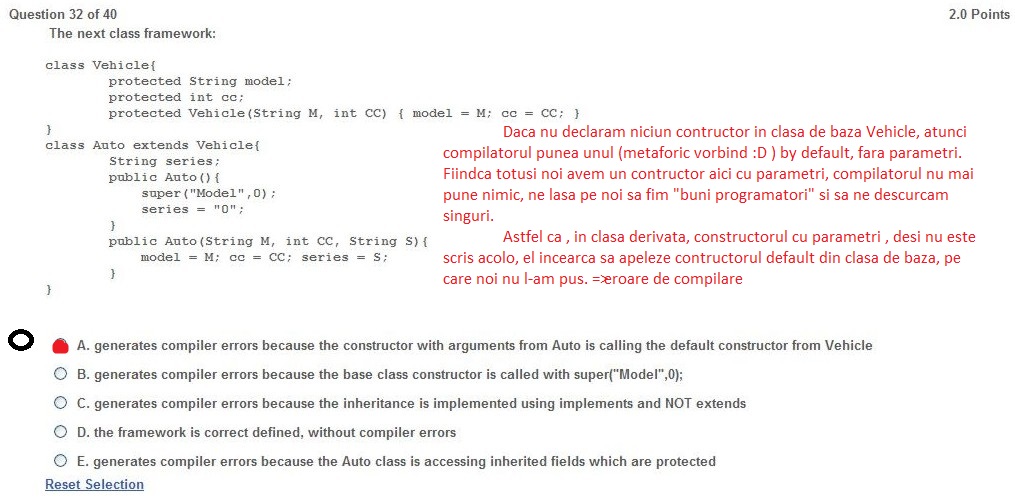 Question 32 of 40 2.0 Points
The next class framework:
class Vehicle{
protected String model;
protected int cc;
protected Vehicle(String M, int CC) { model = M; cc = CC; }
}
class Auto extends Vehicle{
String series;
public Auto(){
super("Model",0);
series = "0";
}
public Auto(String M, int CC, String S){
model = M; cc = CC; series = S;
}
}
Daca nu declaram niciun contructor in clasa de baza Vehicle, atunci
compilatorul punea unul (metaforic vorbind :D ) by default, fara parametri.
Fiindca totusi noi avem un contructor aici cu parametri, compilatorul nu mai
pune nimic, ne lasa pe noi sa fim "buni programatori" si sa ne descurcam
singuri.
Astfel ca , in clasa derivata, constructorul cu parametri , desi nu este
scris acolo, el incearca sa apeleze contructorul default din clasa de baza, pe
care noi nu l-am pus. =>eroare de compilare
A. generates compiler errors because the constructor with arguments from Auto is calling the default constructor from Vehicle
B. generates compiler errors because the base class constructor is called with super("Model",0);
C. generates compiler errors because the inheritance is implemented using implements and NOT extends
D. the framework is correct defined, without compiler errors
E. generates compiler errors because the Auto class is accessing inherited fields which are protected
Reset Selection